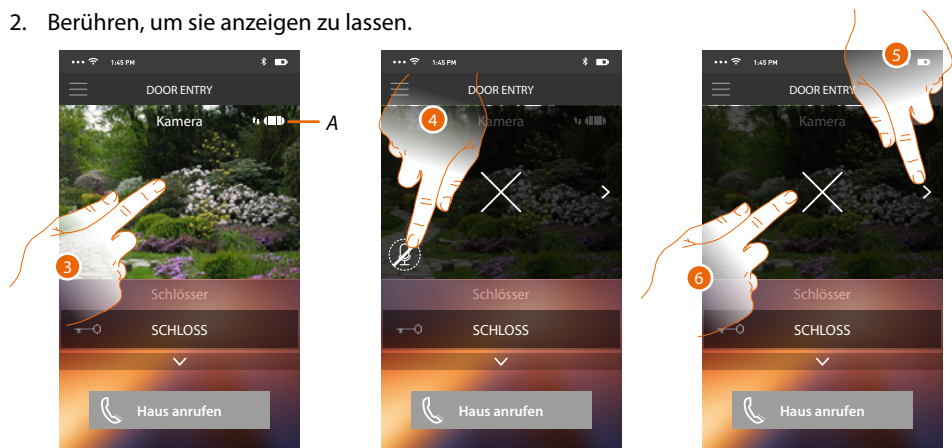 2. Berühren, um sie anzeigen zu lassen.
1:45 PM
DOOR ENTRY
Kamera
A
3
Schlösser
SCHLOSS
Haus anrufen
1:45 PM
DOOR ENTRY
Kamera
4
Schlösser
SCHLOSS
Haus anrufen
1:45 PM
5
DOOR ENTRY
Kamera
6
Schlösser
SCHLOSS
Haus anrufen